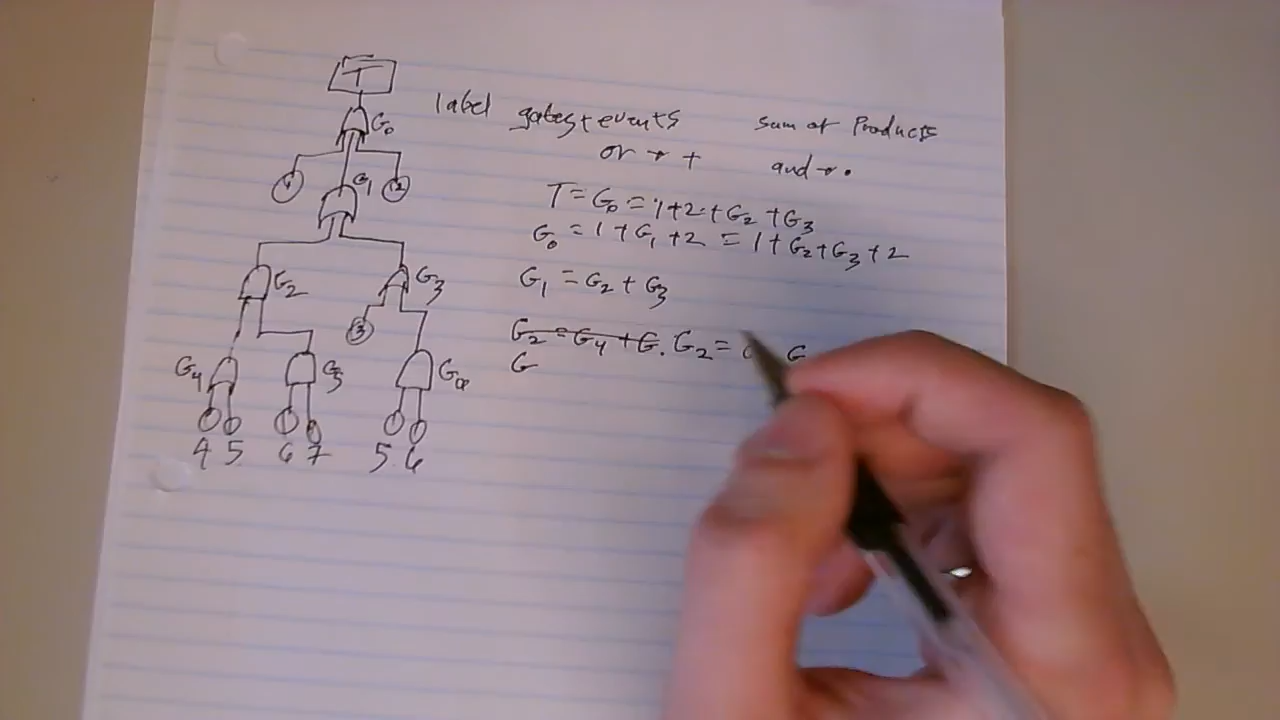 T
label gates + events sum of Products
G0
or → + and → •
1 G1 2
T = G0 = 1+2+G2+G3
G0 = 1+G1+2 = 1+G2+G3+2
G2 G3 G1 = G2+G3
3 G2 = G4 + G. G2 =
G4 G5 G
4 5 6 7 5 6